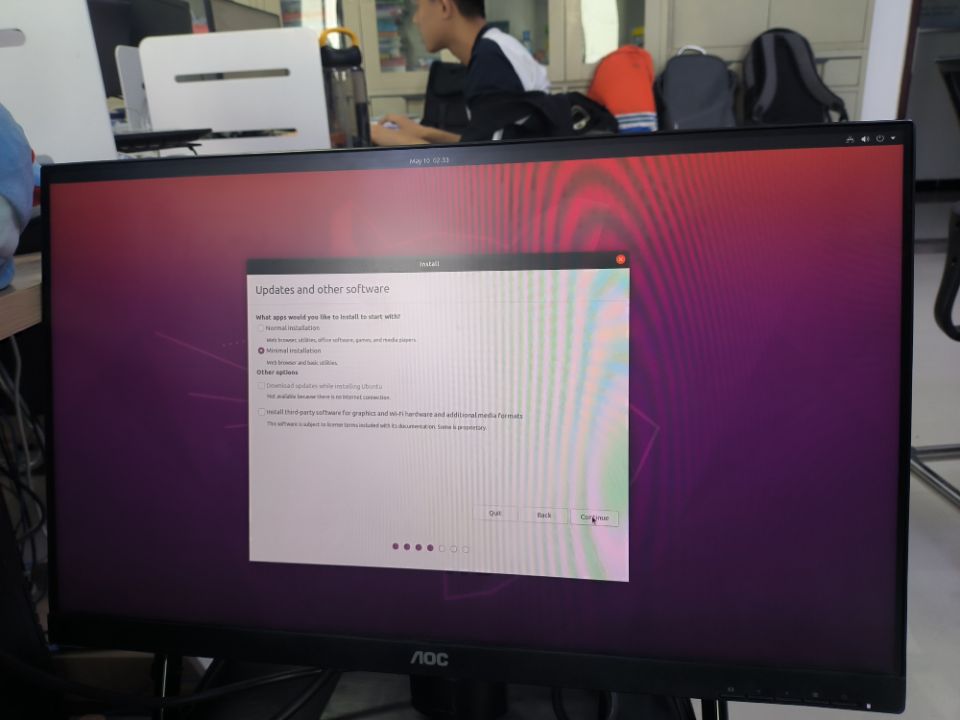 May 10 02:33
Install
Updates and other software
What apps would you like to install to start with?
Normal installation
Web browser, utilities, office software, games, and media players.
Minimal installation
Web browser and basic utilities.
Other options
Download updates while installing Ubuntu
Not available because there is no Internet connection.
Install third-party software for graphics and Wi-Fi hardware and additional media formats
This software is subject to license terms included with its documentation. Some is proprietary.
Quit Back Continue
AOC